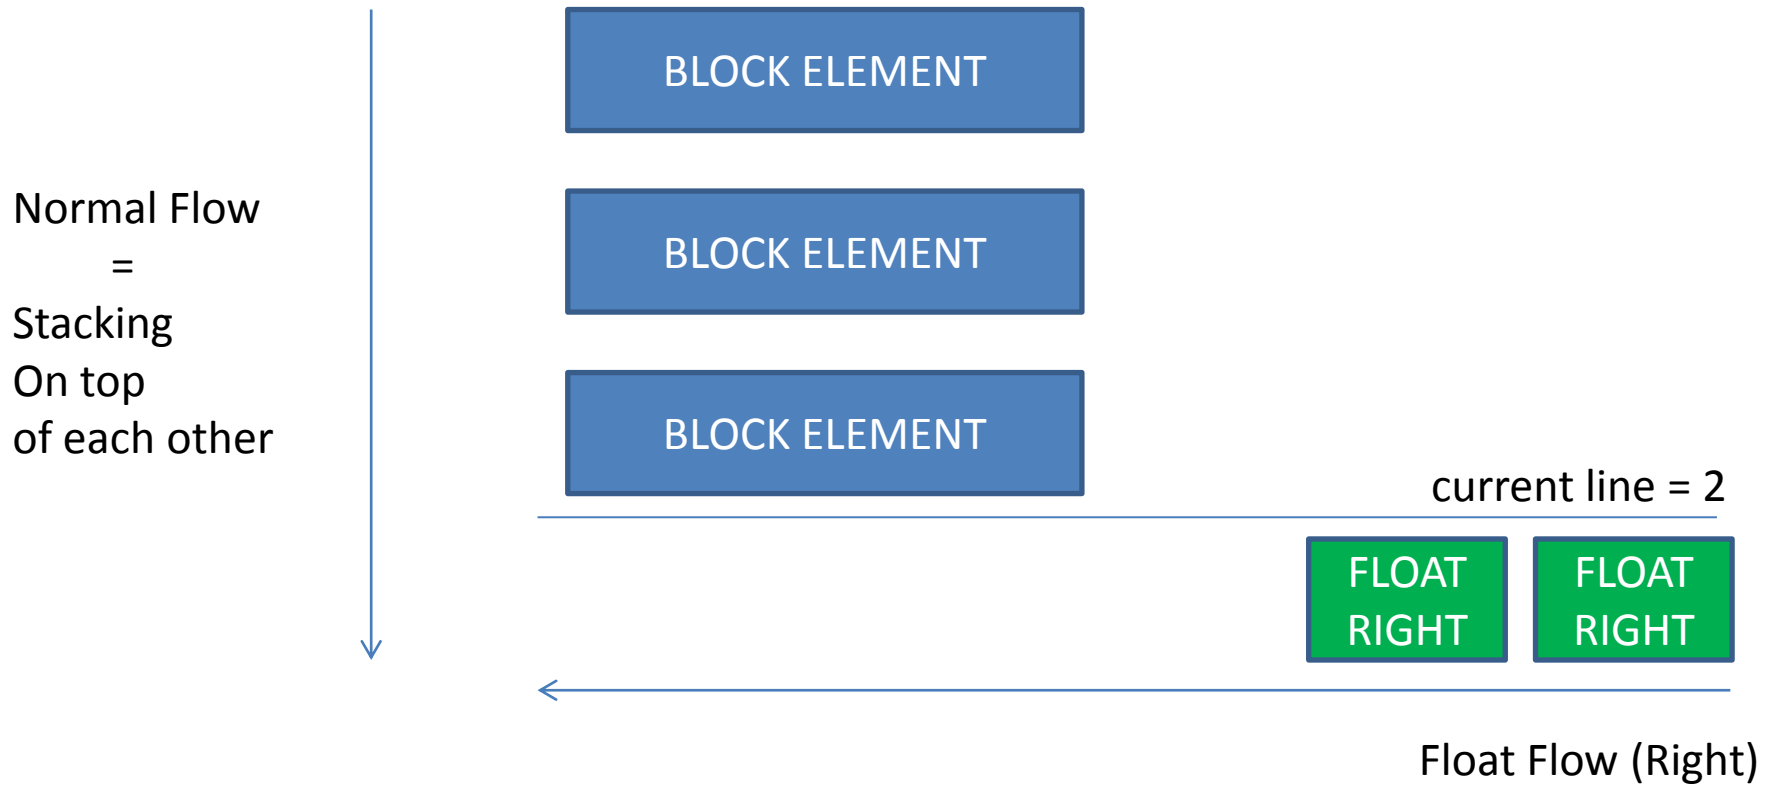 Normal Flow
=
Stacking
On top
of each other
BLOCK ELEMENT
BLOCK ELEMENT
BLOCK ELEMENT
current line = 2
FLOAT
RIGHT
FLOAT
RIGHT
Float Flow (Right)